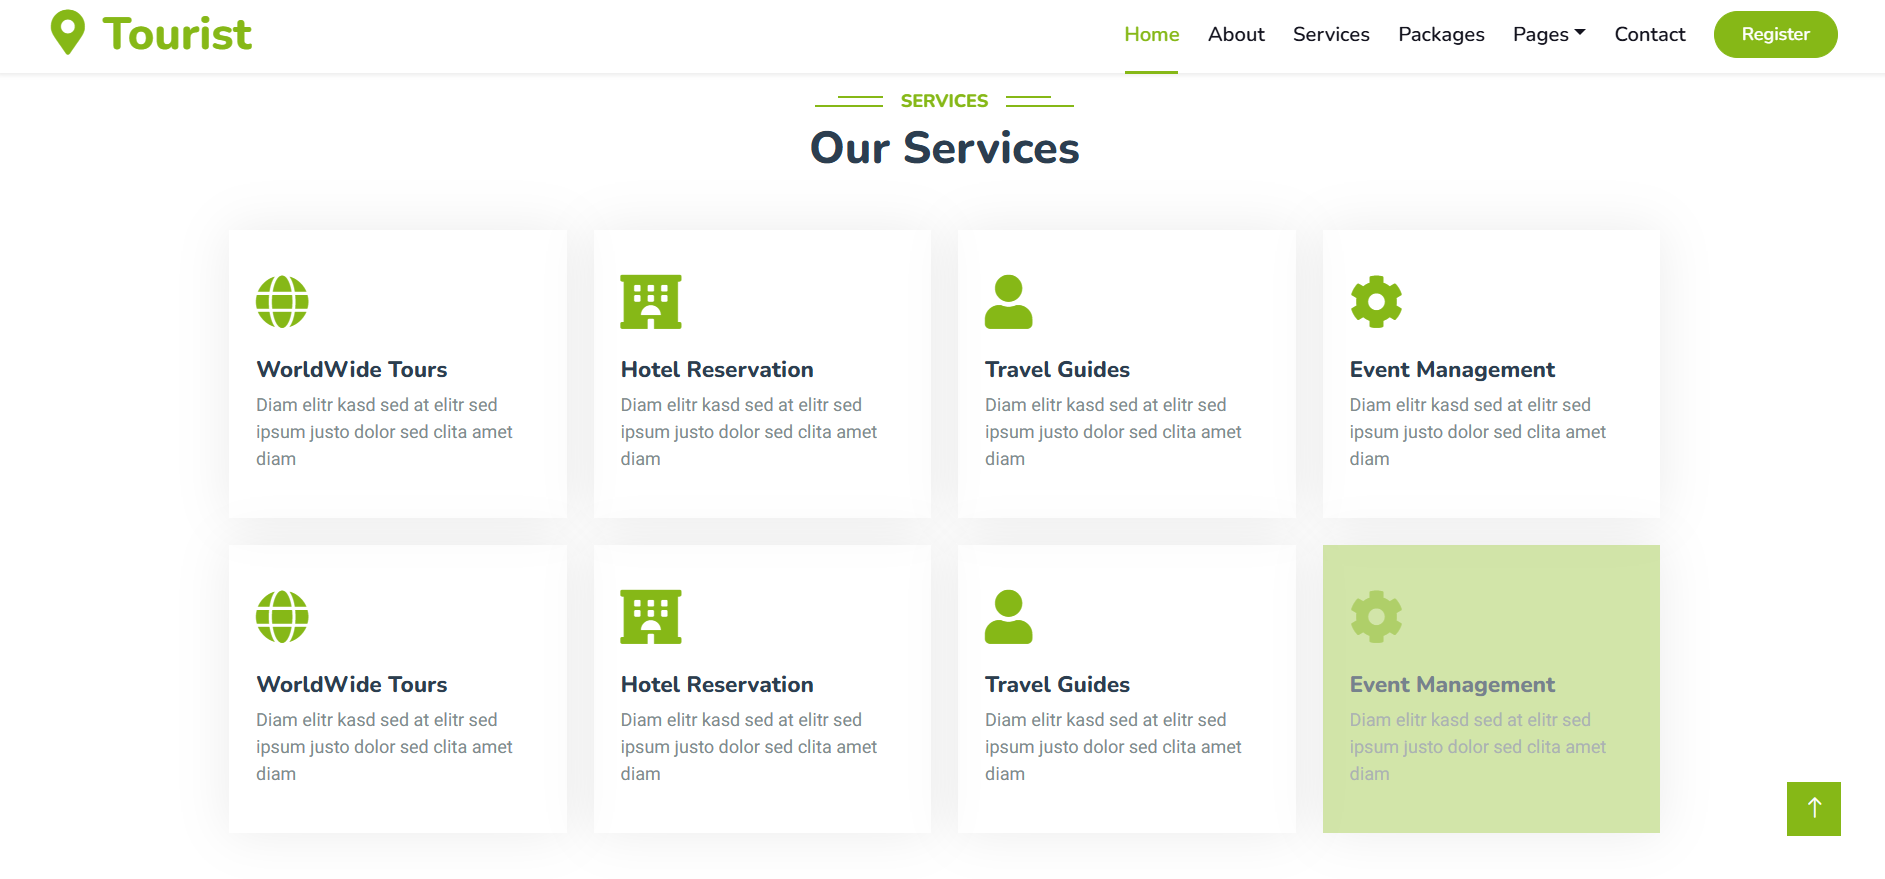 Tourist
Home About Services Packages Pages Contact Register
SERVICES
Our Services
WorldWide Tours
Diam elitr kasd sed at elitr sed
ipsum justo dolor sed clita amet
diam
Hotel Reservation
Diam elitr kasd sed at elitr sed
ipsum justo dolor sed clita amet
diam
Travel Guides
Diam elitr kasd sed at elitr sed
ipsum justo dolor sed clita amet
diam
Event Management
Diam elitr kasd sed at elitr sed
ipsum justo dolor sed clita amet
diam
WorldWide Tours
Diam elitr kasd sed at elitr sed
ipsum justo dolor sed clita amet
diam
Hotel Reservation
Diam elitr kasd sed at elitr sed
ipsum justo dolor sed clita amet
diam
Travel Guides
Diam elitr kasd sed at elitr sed
ipsum justo dolor sed clita amet
diam
Event Management
Diam elitr kasd sed at elitr sed
ipsum justo dolor sed clita amet
diam